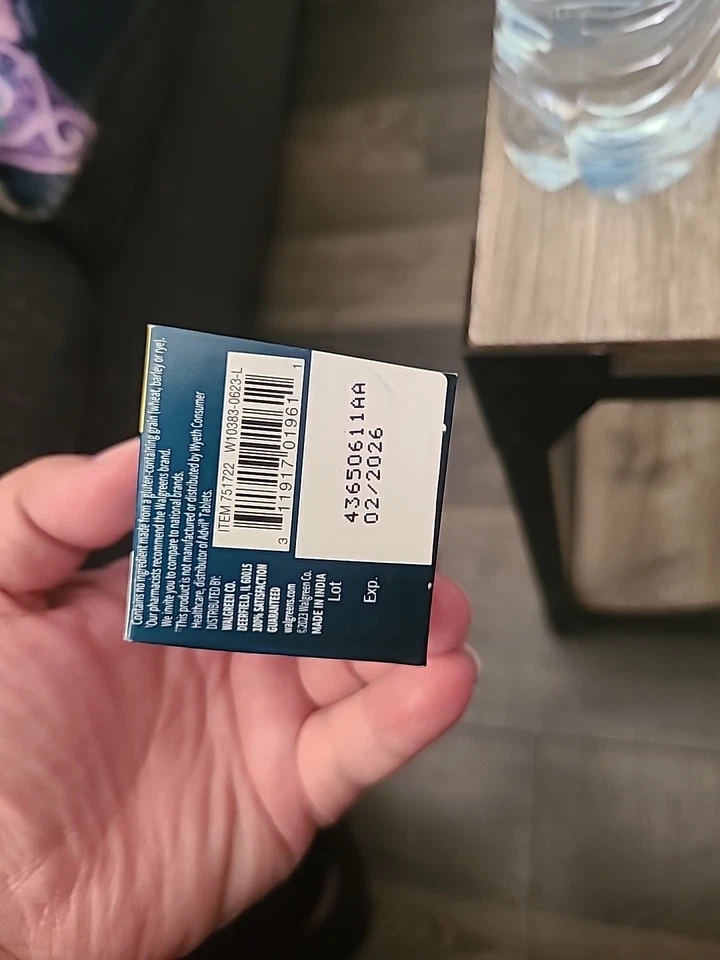 Contains no ingredient made from a gluten-containing grain (wheat, barley or rye).
*Our pharmacists recommend the Walgreens brand.
We invite you to compare to national brands.
††This product is not manufactured or distributed by Wyeth Consumer
Healthcare, distributor of Advil® Tablets.
DISTRIBUTED BY:
WALGREEN CO.
DEERFIELD, IL 60015
100% SATISFACTION
GUARANTEED
walgreens.com
©2023 Walgreen Co.
MADE IN INDIA
ITEM 751722 W10383-0623-L
3 11917 01961 1
Lot 43650611AA
Exp. 02/2026